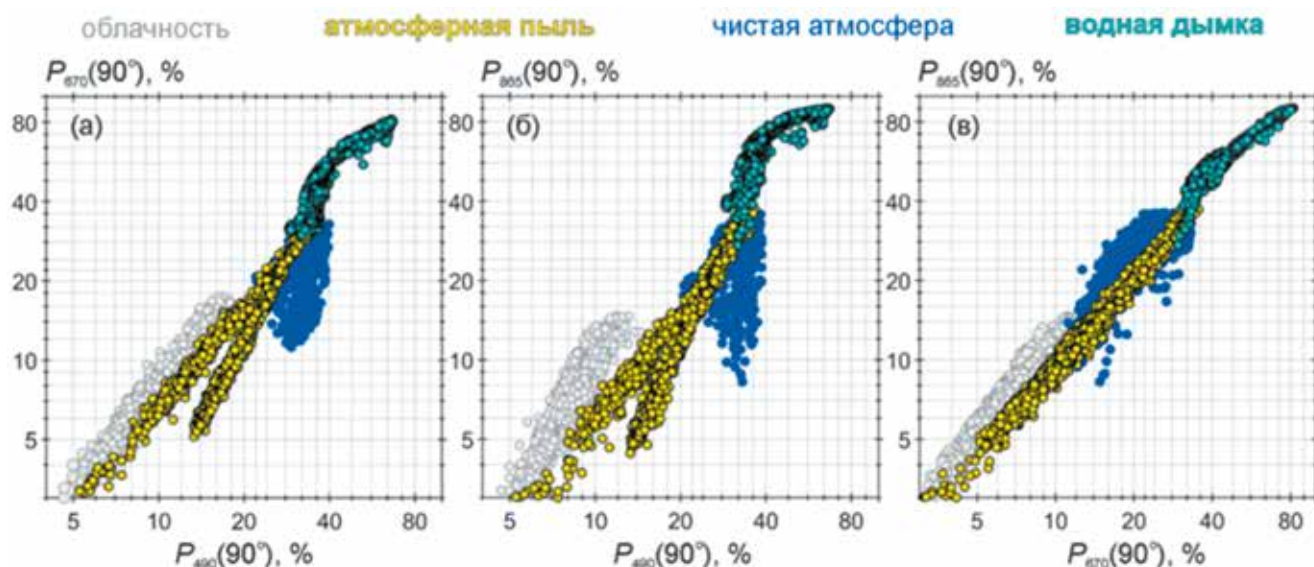 облачность атмосферная пыль чистая атмосфера водная дымка
P₆₇₀(90°), % P₈₆₅(90°), % P₈₆₅(90°), %
80 (а) 80 (б) 80 (в)
40 40 40
20 20 20
10 10 10
5 5 5
5 10 20 40 80 5 10 20 40 80 5 10 20 40 80
P₄₉₀(90°), % P₄₉₀(90°), % P₆₇₀(90°), %